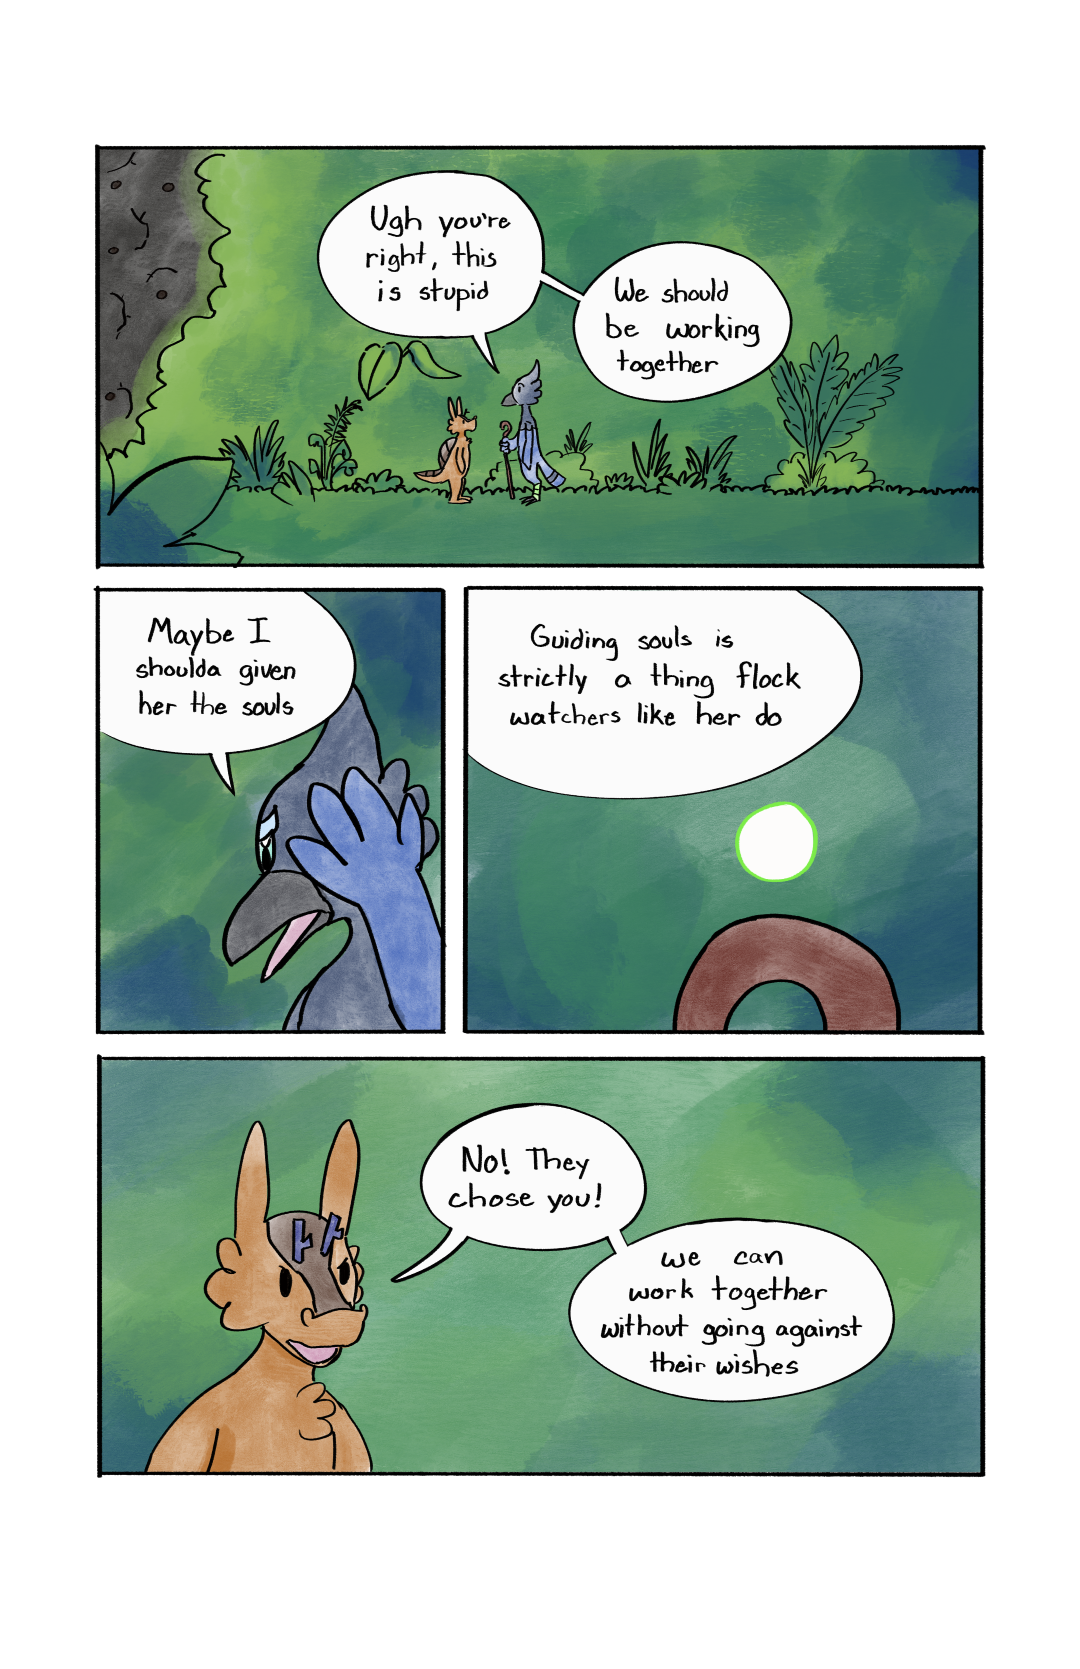 Ugh you're
right, this
is stupid
We should
be working
together
Maybe I
shoulda given
her the souls
Guiding souls is
strictly a thing flock
watchers like her do
No! They
chose you!
we can
work together
without going against
their wishes